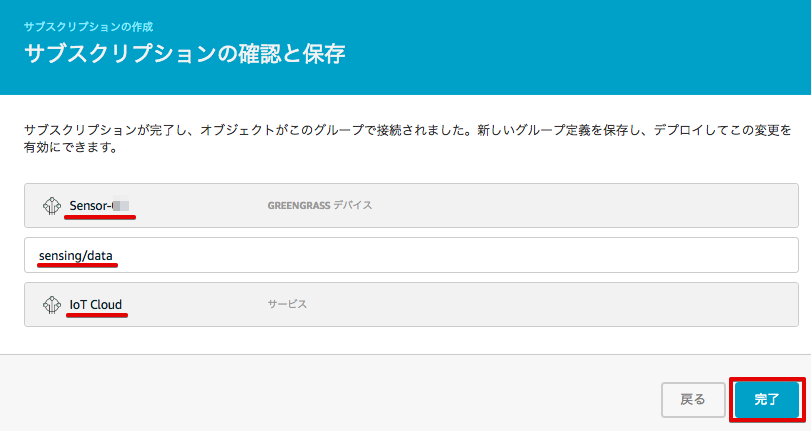 サブスクリプションの作成
サブスクリプションの確認と保存
サブスクリプションが完了し、オブジェクトがこのグループで接続されました。新しいグループ定義を保存し、デプロイしてこの変更を
有効にできます。
Sensor- GREENGRASS デバイス
sensing/data
IoT Cloud サービス
戻る 完了